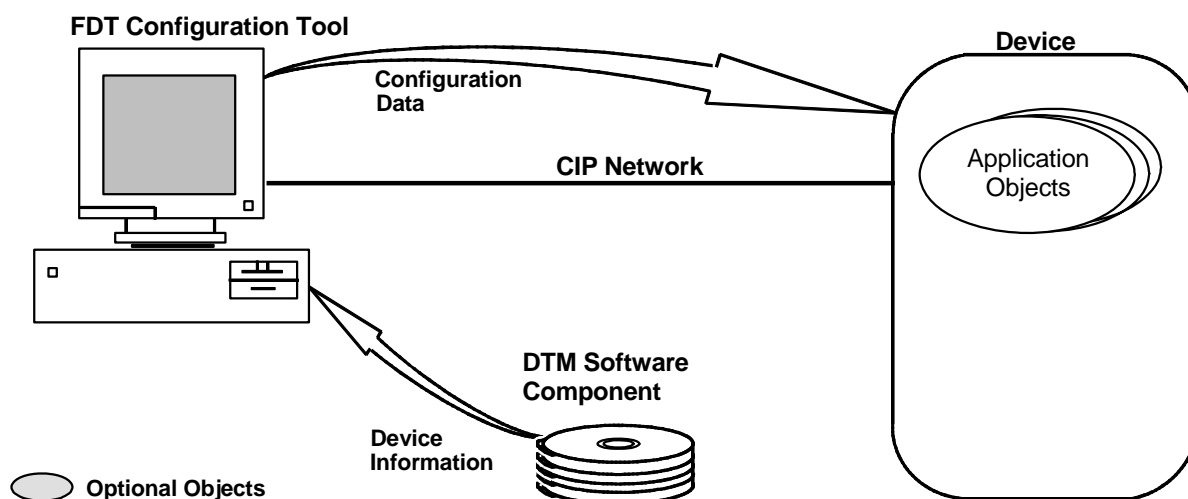 FDT Configuration Tool
Device
Configuration
Data
CIP Network
Application
Objects
DTM Software
Component
Device
Information
Optional Objects